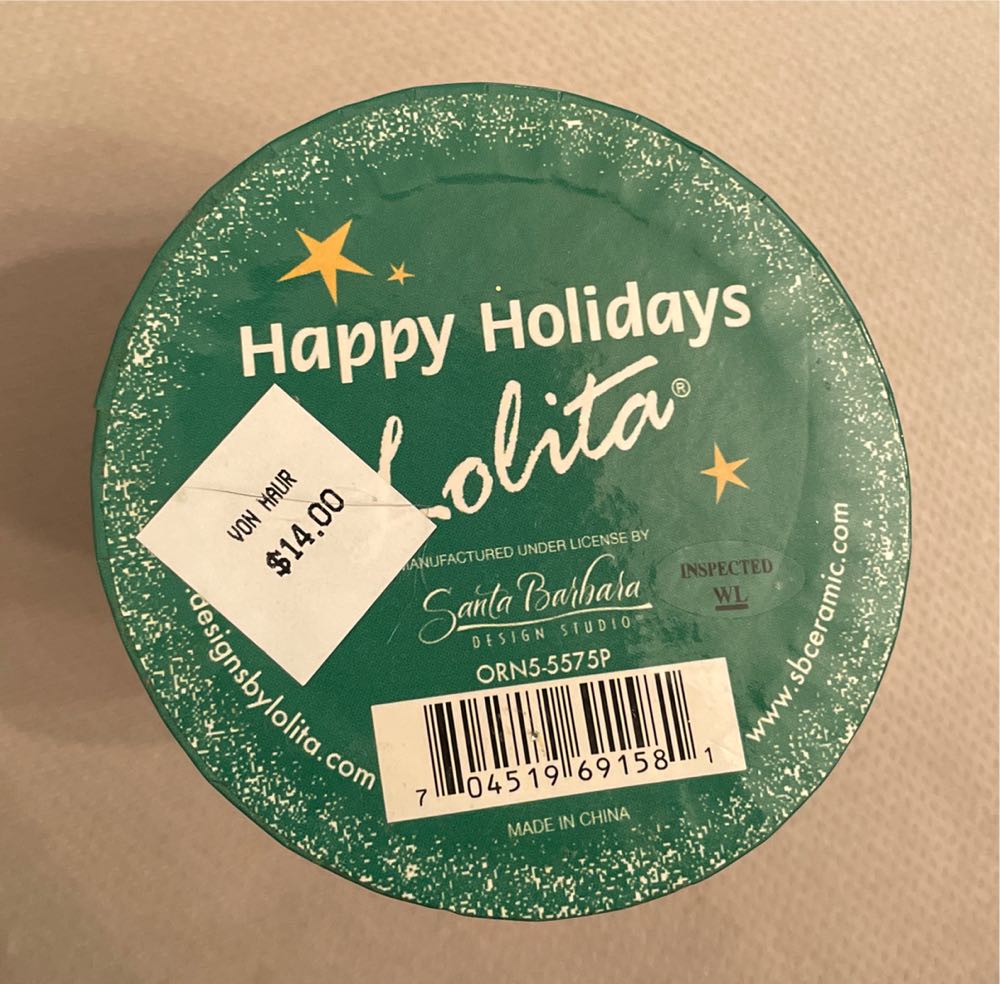 Happy Holidays
Lolita®
VON MAUR
$14.00
MANUFACTURED UNDER LICENSE BY
Santa Barbara
DESIGN STUDIO
INSPECTED
WL
ORN5-5575P
7 04519 69158 1
MADE IN CHINA
designsbylolita.com
www.sbceramic.com